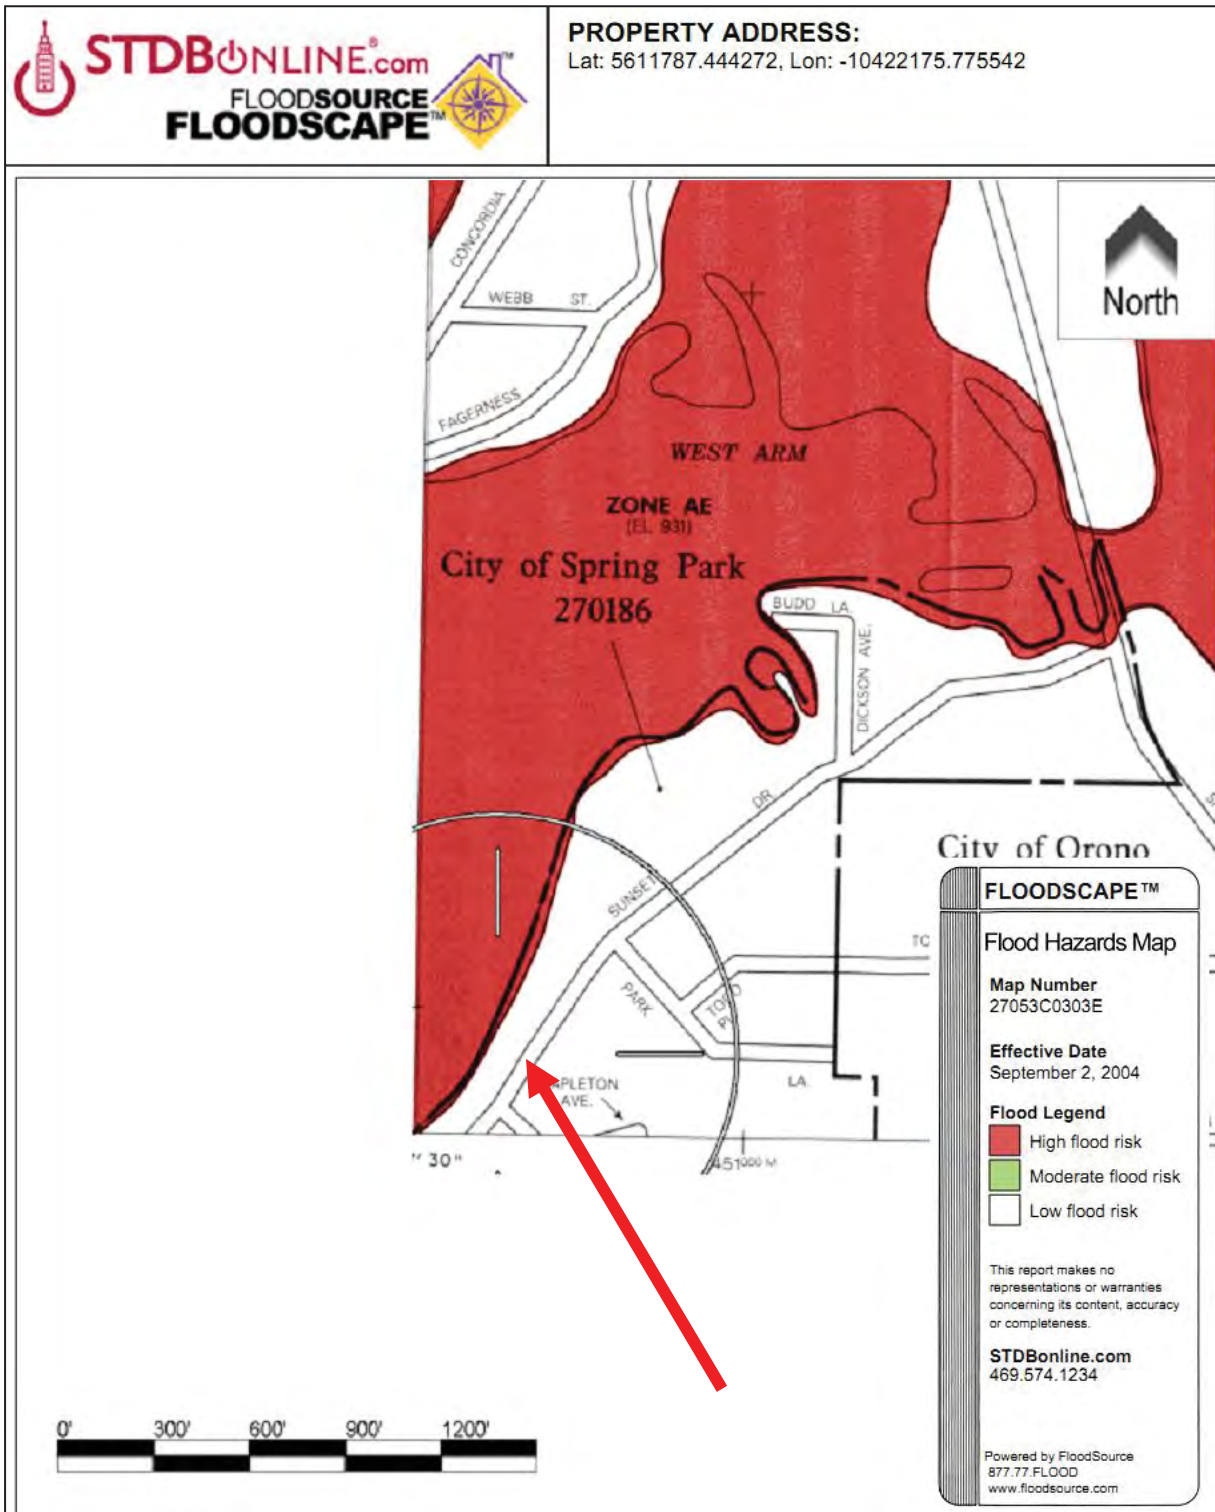 STDBONLINE®.com
FLOODSOURCE
FLOODSCAPE™
PROPERTY ADDRESS:
Lat: 5611787.444272, Lon: -10422175.775542
CONCORDIA
WEBB ST.
FAGERNESS
North
WEST ARM
ZONE AE
(EL 931)
City of Spring Park
270186
BUDD LA.
DICKSON AVE.
SUNSET DR
City of Orono
PARK
TO
LA.
APLETON
AVE.
" 30"
451000 M
FLOODSCAPE™
Flood Hazards Map
Map Number
27053C0303E
Effective Date
September 2, 2004
Flood Legend
High flood risk
Moderate flood risk
Low flood risk
This report makes no
representations or warranties
concerning its content, accuracy
or completeness.
STDBonline.com
469.574.1234
Powered by FloodSource
877.77.FLOOD
www.floodsource.com
0' 300' 600' 900' 1200'